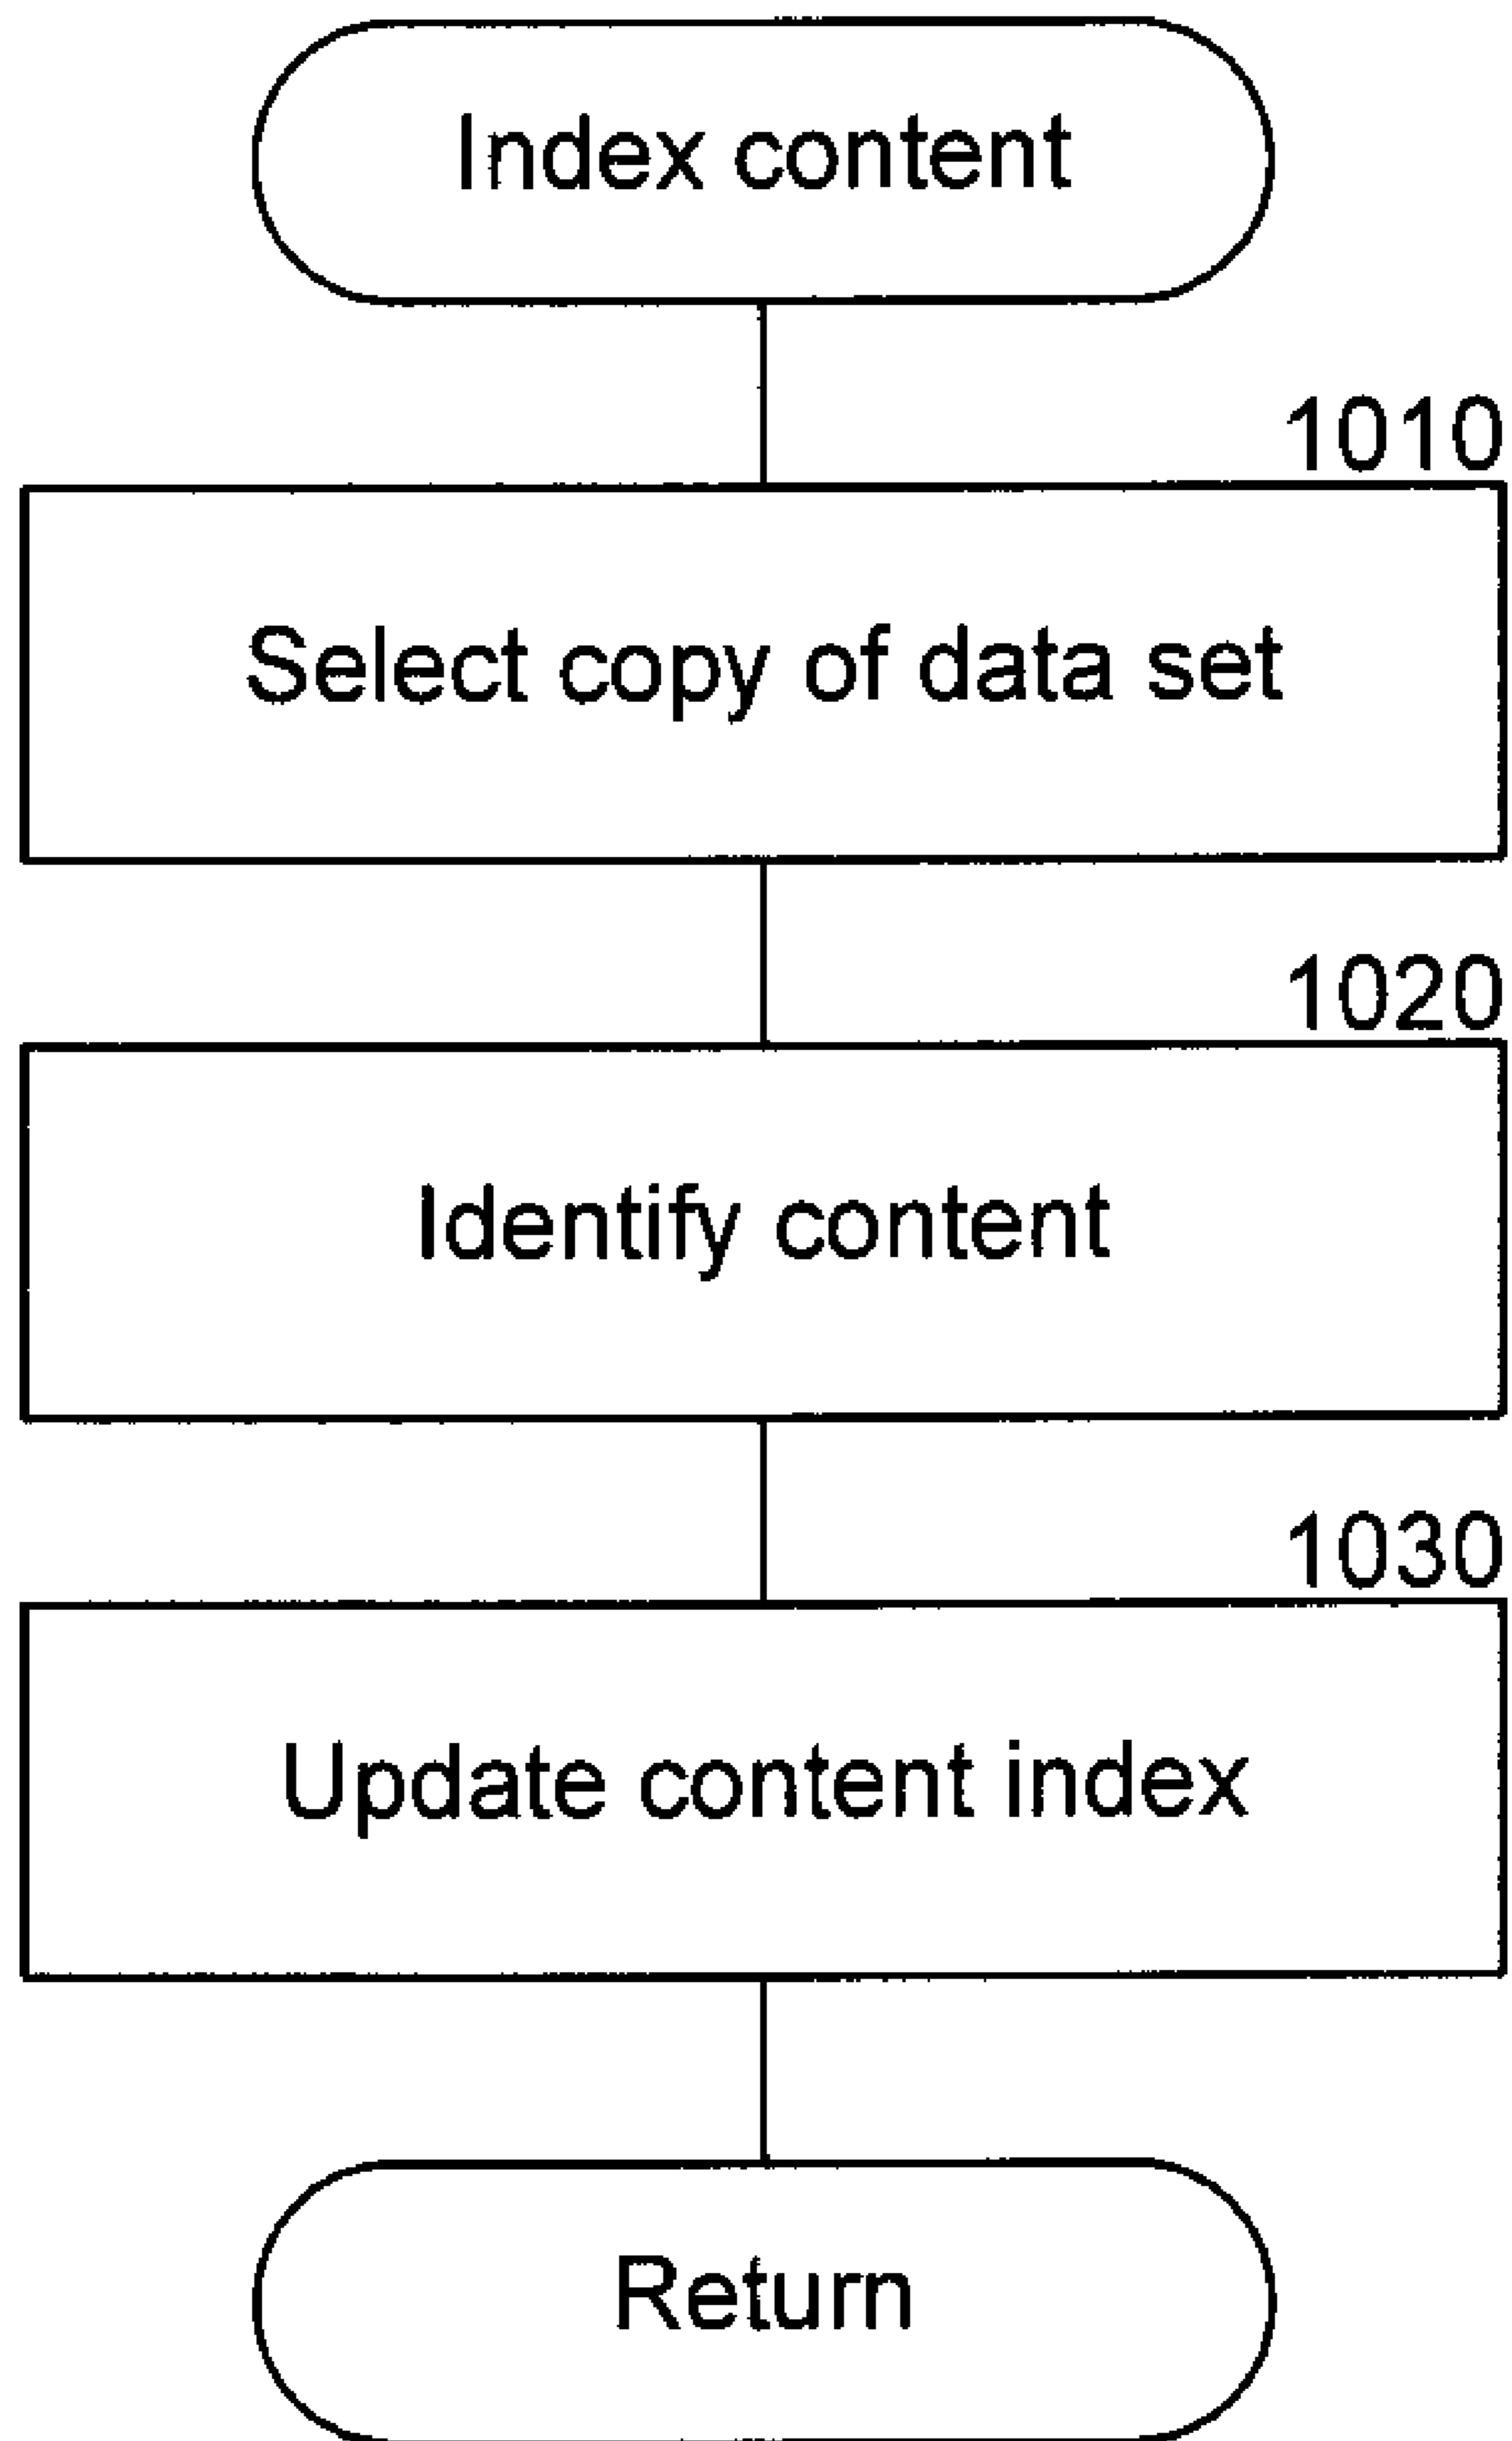 Index content
1010
Select copy of data set
1020
Identify content
1030
Update content index
Return